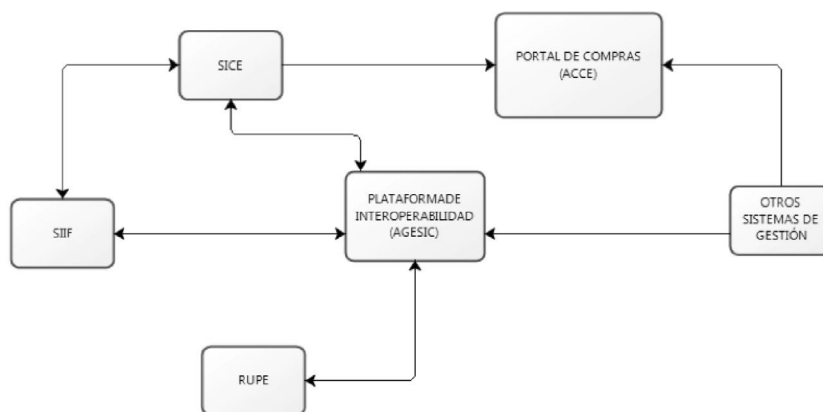 SICE
PORTAL DE COMPRAS
(ACCE)
PLATAFORMADE
INTEROPERABILIDAD
(AGESIC)
OTROS
SISTEMAS DE
GESTIÓN
SIIF
RUPE